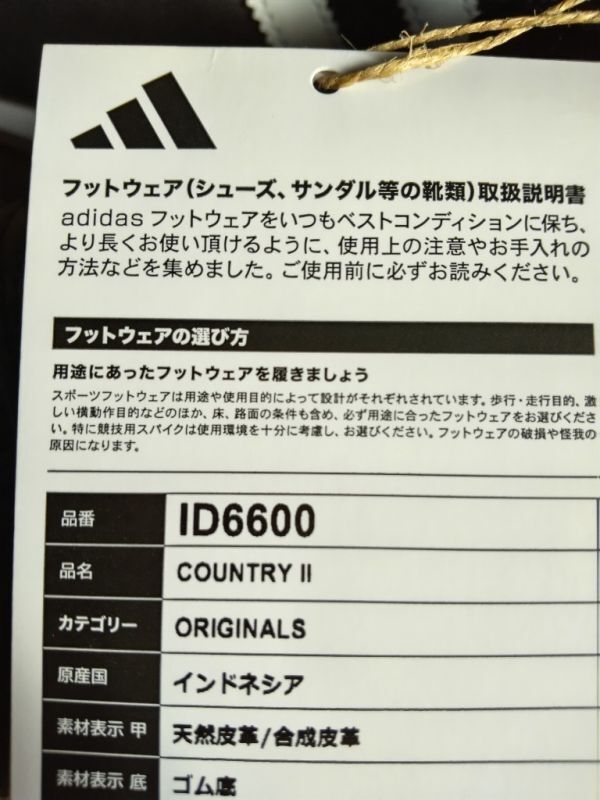 フットウェア(シューズ、サンダル等の靴類)取扱説明書
adidas フットウェアをいつもベストコンディションに保ち、
より長くお使い頂けるように、使用上の注意やお手入れの
方法などを集めました。ご使用前に必ずお読みください。
フットウェアの選び方
用途にあったフットウェアを履きましょう
スポーツフットウェアは用途や使用目的によって設計がそれぞれされています。歩行・走行目的、激
しい横動作目的などのほか、床、路面の条件も含め、必ず用途に合ったフットウェアをお選びくださ
い。特に競技用スパイクは使用環境を十分に考慮し、お選びください。フットウェアの破損や怪我の
原因になります。
品番 ID6600
品名 COUNTRY II
カテゴリー ORIGINALS
原産国 インドネシア
素材表示 甲 天然皮革/合成皮革
素材表示 底 ゴム底